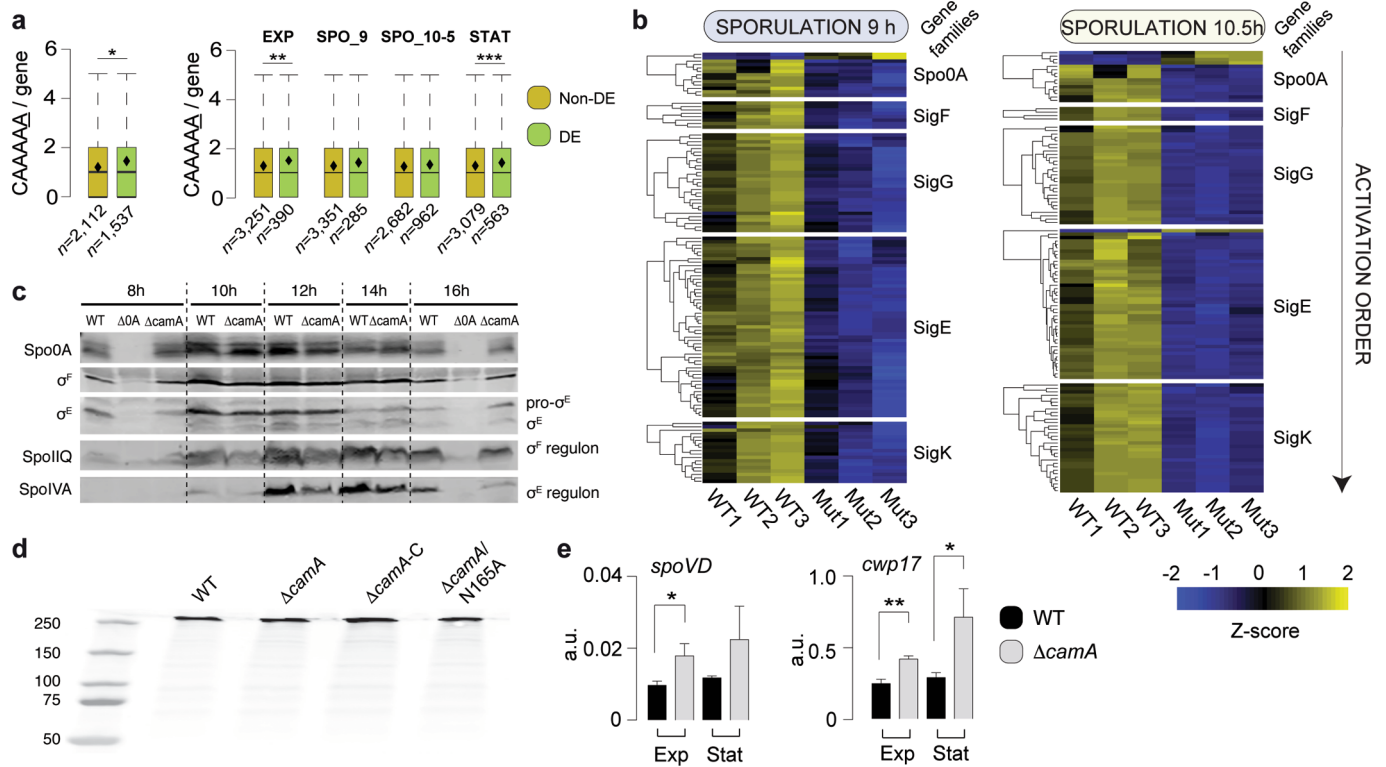 a
6
4
2
0
CAAAAA / gene
*
n=2,112
n=1,537
EXP SPO_9 SPO_10-5 STAT
** ***
6
4
2
0
CAAAAA / gene
n=3,251
n=390
n=3,351
n=285
n=2,682
n=962
n=3,079
n=563
Non-DE
DE
b
SPORULATION 9 h
Gene families
Spo0A
SigF
SigG
SigE
SigK
WT1 WT2 WT3 Mut1 Mut2 Mut3
SPORULATION 10.5h
Gene families
Spo0A
SigF
SigG
SigE
SigK
WT1 WT2 WT3 Mut1 Mut2 Mut3
ACTIVATION ORDER
-2 -1 0 1 2
Z-score
c
8h 10h 12h 14h 16h
WT Δ0A ΔcamA WT ΔcamA WT ΔcamA WT ΔcamA WT Δ0A ΔcamA
Spo0A
σF
σE
pro-σE
σE
SpoIIQ
σF regulon
SpoIVA
σE regulon
d
WT ΔcamA ΔcamA-C ΔcamA/
N165A
250
150
100
75
50
e
spoVD
0.04
0.02
0
a.u.
*
Exp Stat
cwp17
1.0
0.5
0
a.u.
**
*
Exp Stat
WT
ΔcamA